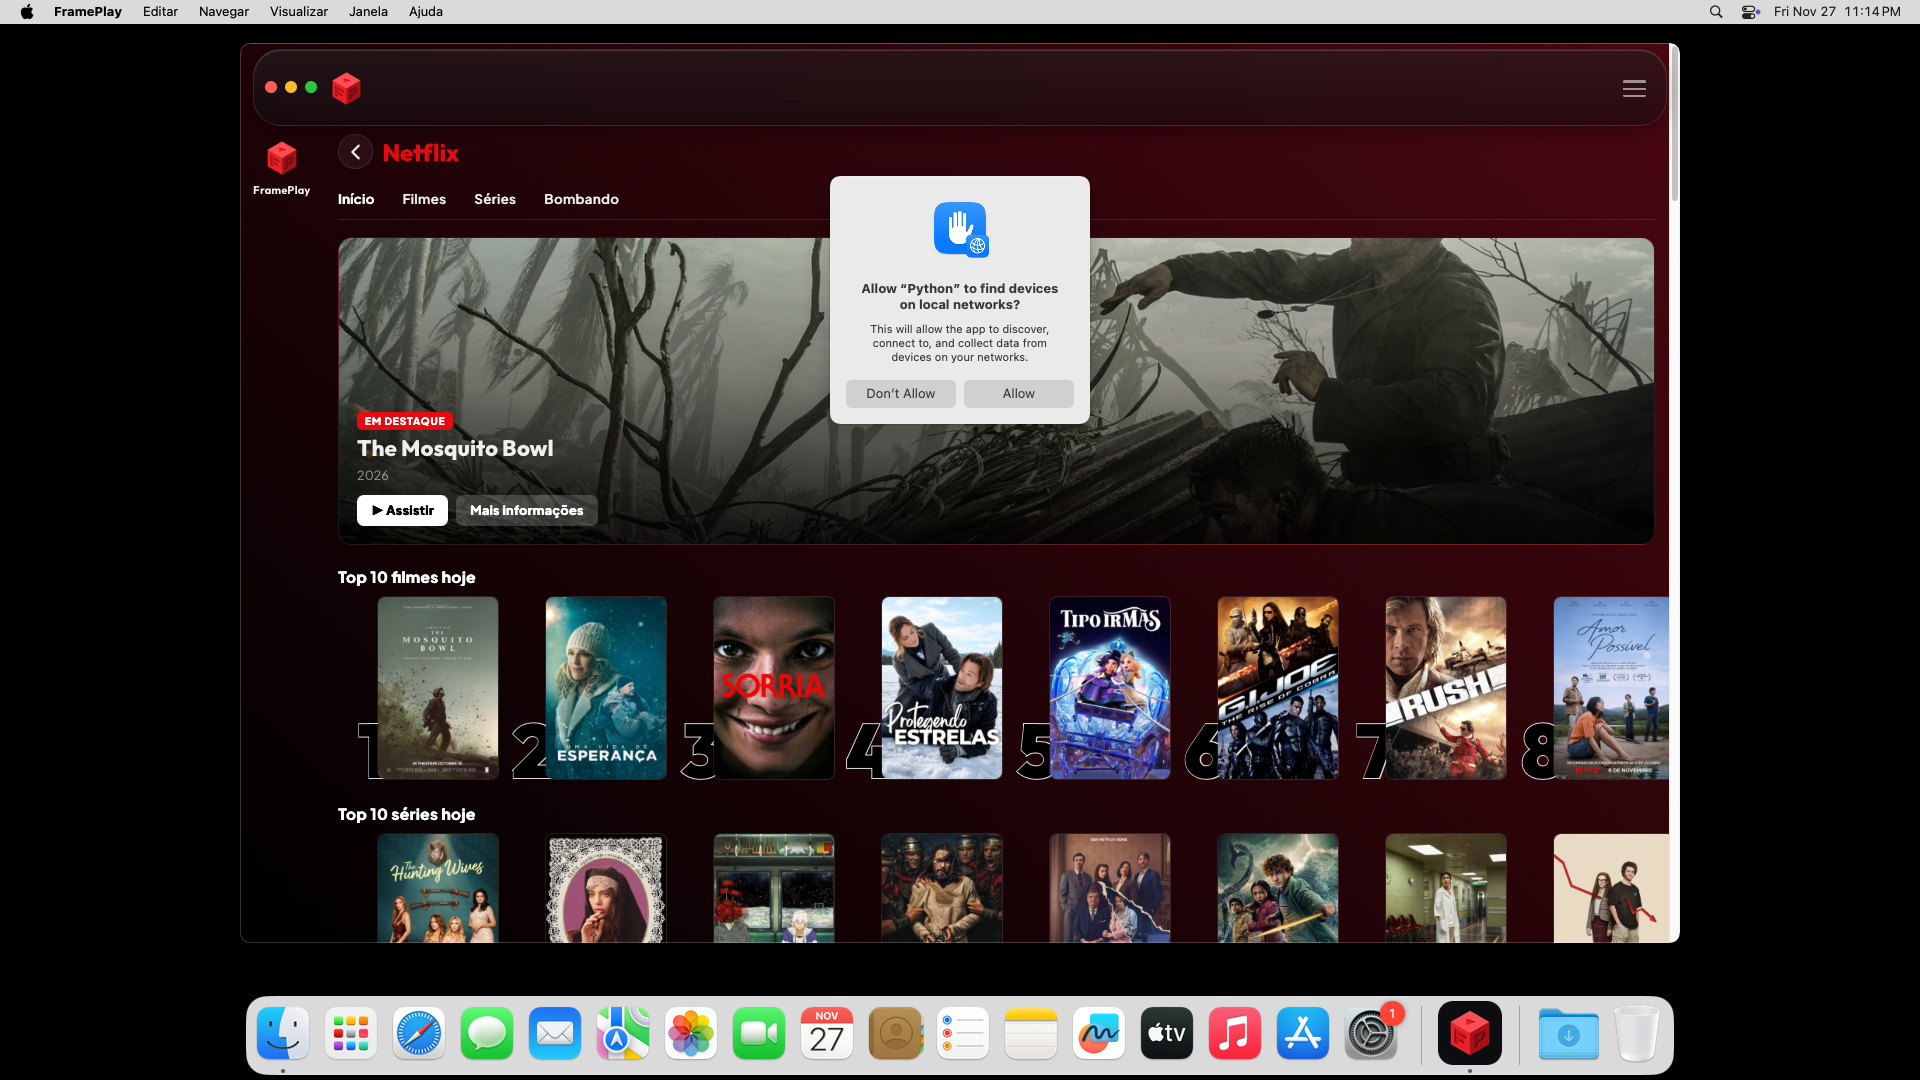 FramePlay Editar Navegar Visualizar Janela Ajuda
Fri Nov 27 11:14 PM
FramePlay
Netflix
Início Filmes Séries Bombando
Allow “Python” to find devices
on local networks?
This will allow the app to discover,
connect to, and collect data from
devices on your networks.
Don’t Allow Allow
EM DESTAQUE
The Mosquito Bowl
2026
Assistir Mais informações
Top 10 filmes hoje
1
THE
MOSQUITO
BOWL
2
UMA VIDA DE
ESPERANÇA
3
SORRIA
4
Protegendo
ESTRELAS
5
TIPO IRMÃS
6
G.I. JOE
THE RISE OF COBRA
7
RUSH
8
Amor
Possível
6 DE NOVEMBRO
Top 10 séries hoje
The
Hunting Wives
NOV
27
tv
1